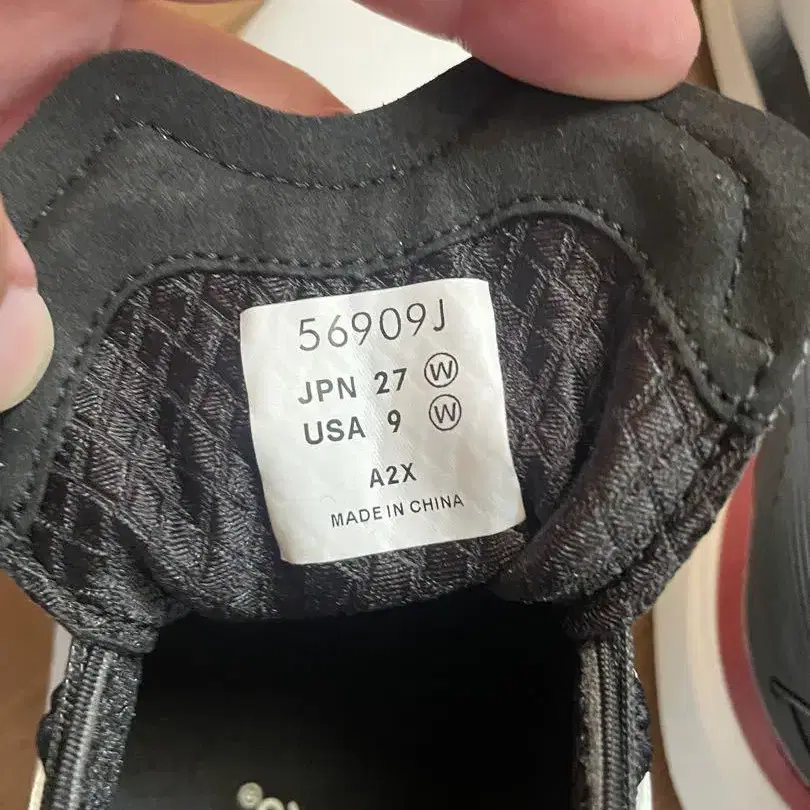 56909J
JPN 27 Ⓦ
USA 9 Ⓦ
A2X
MADE IN CHINA